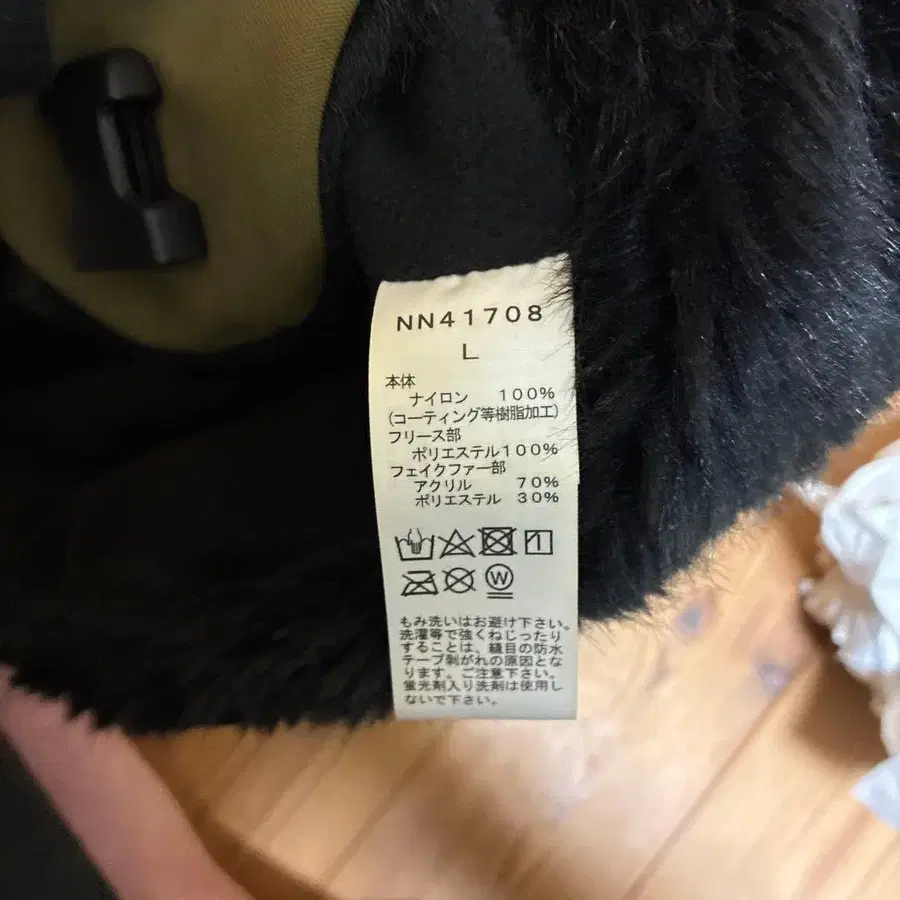 NN41708
L
本体
ナイロン 100%
(コーティング等樹脂加工)
フリース部
ポリエステル100%
フェイクファー部
アクリル 70%
ポリエステル 30%
W
もみ洗いはお避け下さい。
洗濯等で強くねじったり
することは、縫目の防水
テープ剥がれの原因とな
ります。ご注意下さい。
蛍光剤入り洗剤は使用し
ないで下さい。